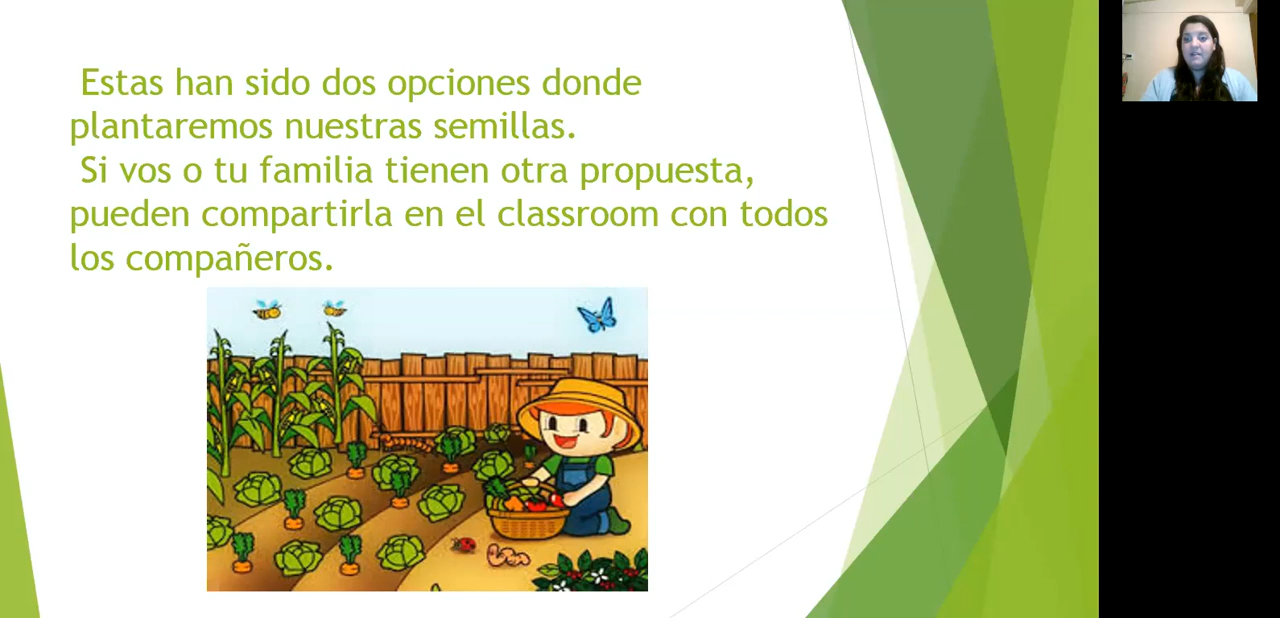 Estas han sido dos opciones donde
plantaremos nuestras semillas.
Si vos o tu familia tienen otra propuesta,
pueden compartirla en el classroom con todos
los compañeros.